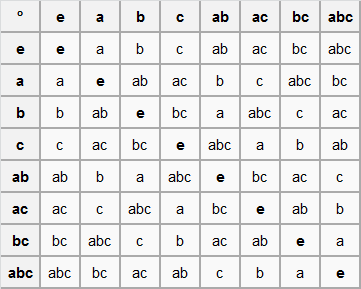 ° e a b c ab ac bc abc
e e a b c ab ac bc abc
a a e ab ac b c abc bc
b b ab e bc a abc c ac
c c ac bc e abc a b ab
ab ab b a abc e bc ac c
ac ac c abc a bc e ab b
bc bc abc c b ac ab e a
abc abc bc ac ab c b a e